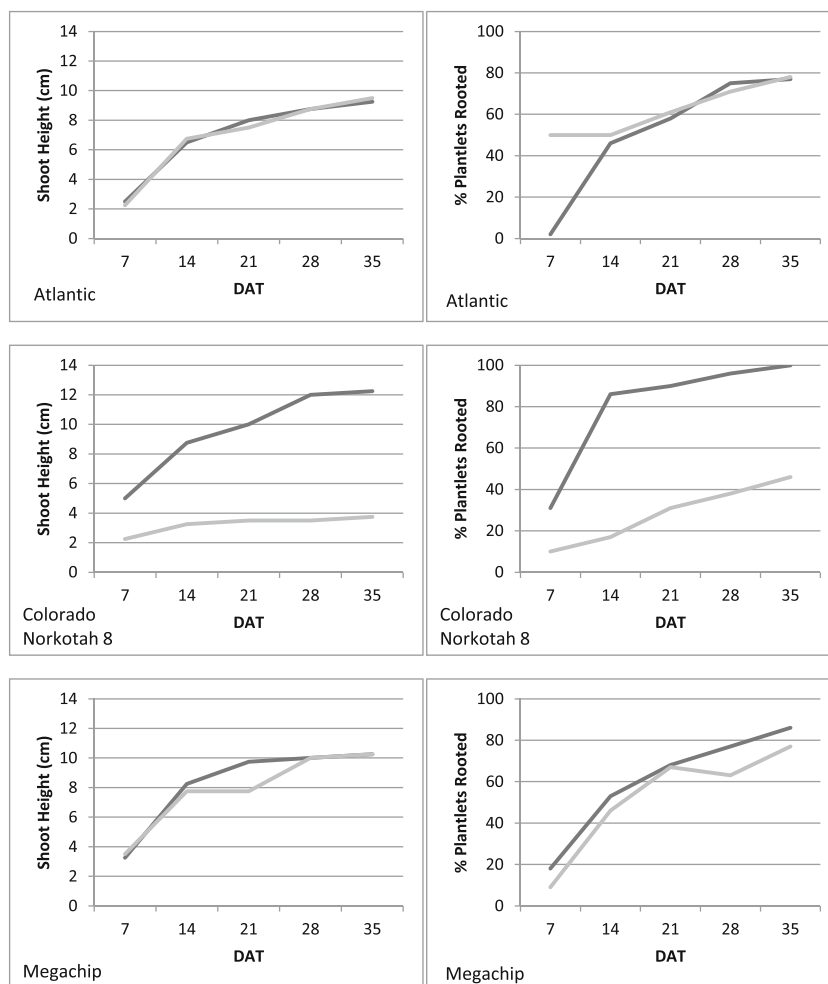 Shoot Height (cm)
14
12
10
8
6
4
2
0
7 14 21 28 35
DAT
Atlantic
% Plantlets Rooted
100
80
60
40
20
0
7 14 21 28 35
DAT
Atlantic
Shoot Height (cm)
14
12
10
8
6
4
2
0
7 14 21 28 35
DAT
Colorado
Norkotah 8
% Plantlets Rooted
100
80
60
40
20
0
7 14 21 28 35
DAT
Colorado
Norkotah 8
Shoot Height (cm)
14
12
10
8
6
4
2
0
7 14 21 28 35
DAT
Megachip
% Plantlets Rooted
100
80
60
40
20
0
7 14 21 28 35
DAT
Megachip